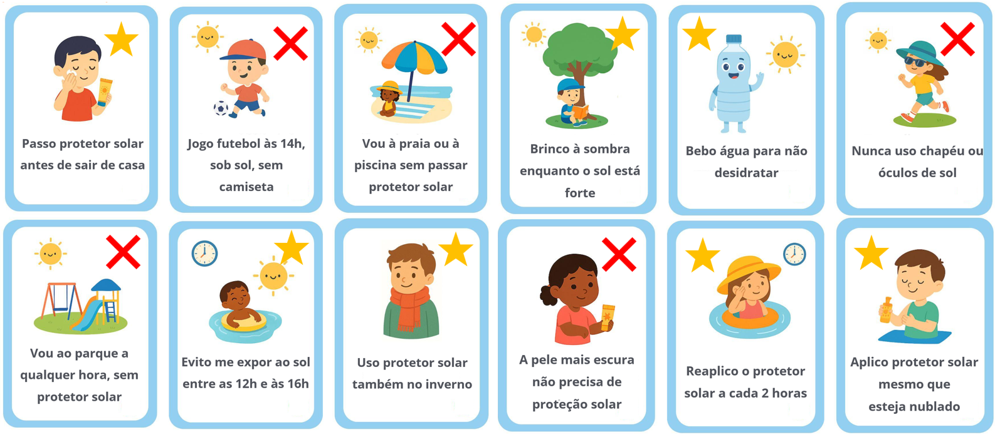 Passo protetor solar
antes de sair de casa
Jogo futebol às 14h,
sob sol, sem
camiseta
Vou à praia ou à
piscina sem passar
protetor solar
Brinco à sombra
enquanto o sol está
forte
Bebo água para não
desidratar
Nunca uso chapéu ou
óculos de sol
Vou ao parque a
qualquer hora, sem
protetor solar
Evito me expor ao sol
entre as 12h e às 16h
Uso protetor solar
também no inverno
A pele mais escura
não precisa de
proteção solar
Reaplico o protetor
solar a cada 2 horas
Aplico protetor solar
mesmo que
esteja nublado